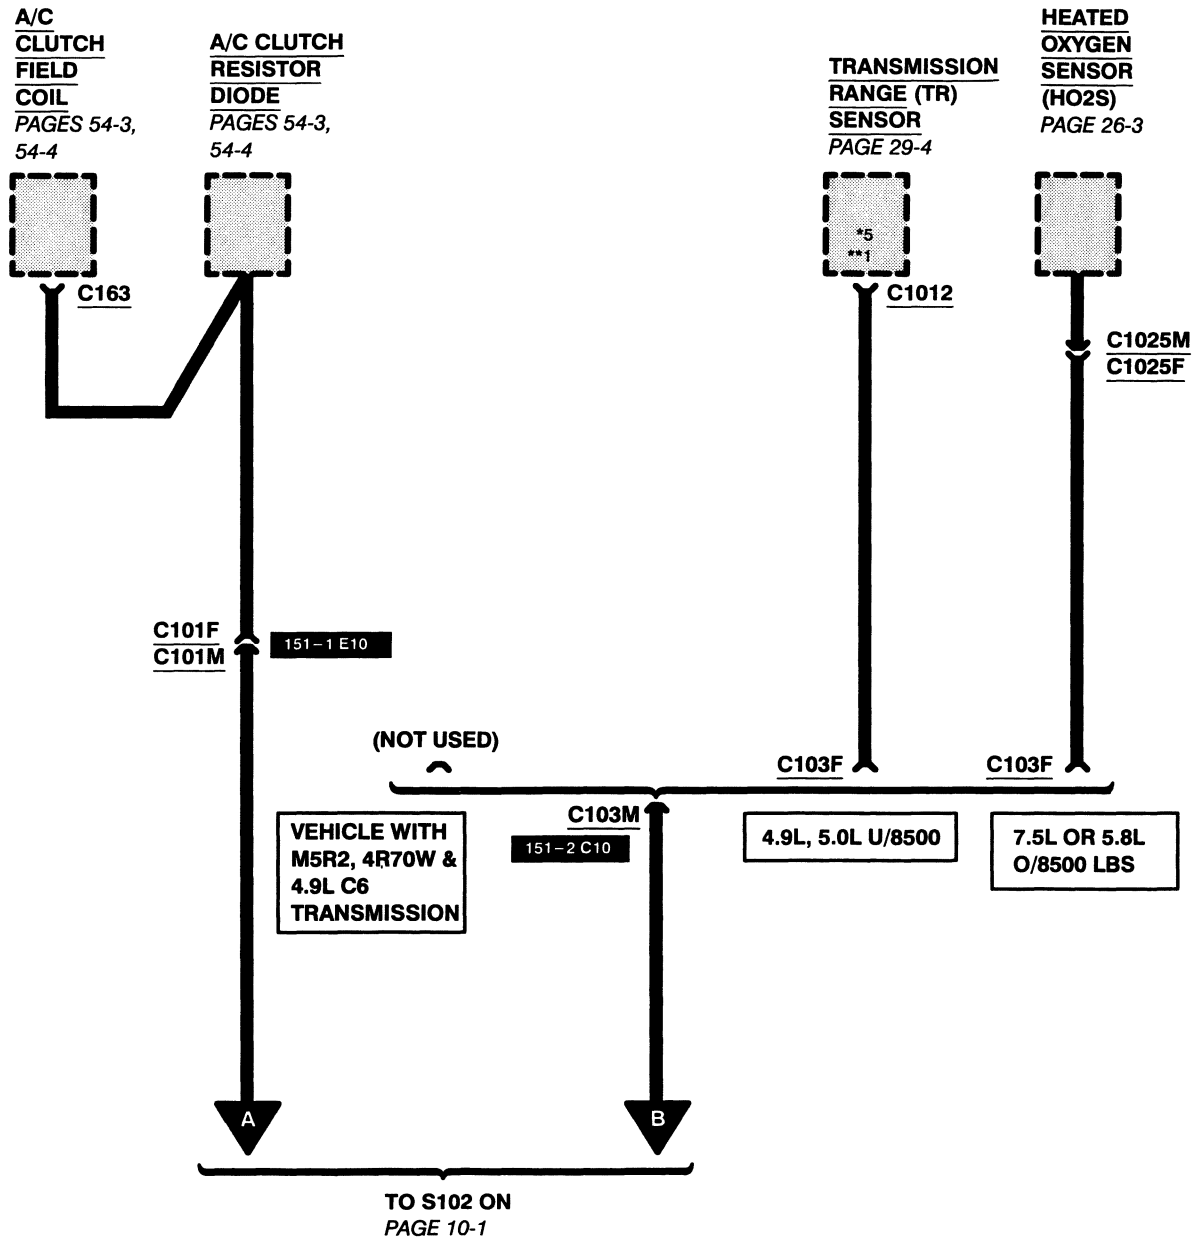 A/C
CLUTCH
FIELD
COIL
PAGES 54-3,
54-4
A/C CLUTCH
RESISTOR
DIODE
PAGES 54-3,
54-4
TRANSMISSION
RANGE (TR)
SENSOR
PAGE 29-4
HEATED
OXYGEN
SENSOR
(HO2S)
PAGE 26-3
*5
**1
C163
C1012
C1025M
C1025F
C101F
C101M
151-1 E10
(NOT USED)
C103F
C103F
C103M
151-2 C10
VEHICLE WITH
M5R2, 4R70W &
4.9L C6
TRANSMISSION
4.9L, 5.0L U/8500
7.5L OR 5.8L
O/8500 LBS
A
B
TO S102 ON
PAGE 10-1